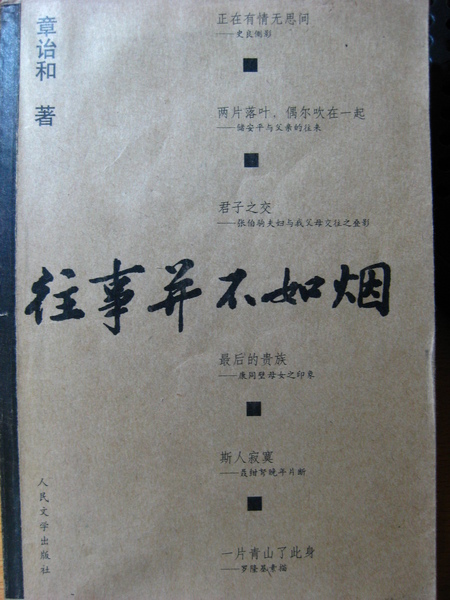 章诒和 著
正在有情无思间
——史良侧影
两片落叶，偶尔吹在一起
——储安平与父亲的往来
君子之交
——张伯驹夫妇与我父母交往之叠影
往事并不如烟
最后的贵族
——康同璧母女之印象
斯人寂寞
——聂绀弩晚年片断
一片青山了此身
——罗隆基素描
人民文学出版社